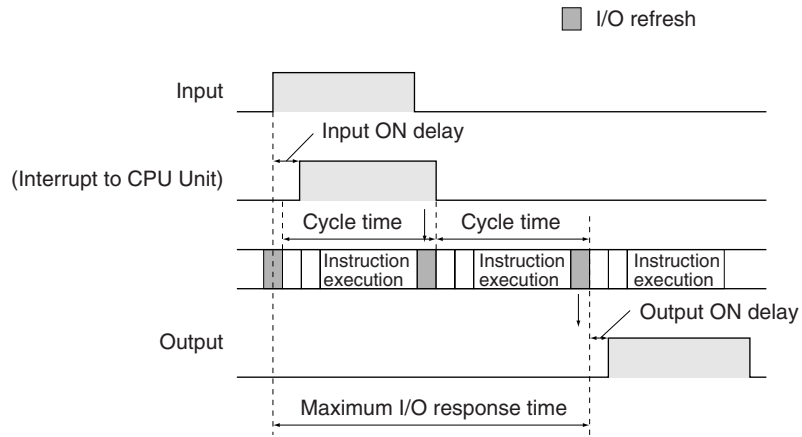 I/O refresh
Input
Input ON delay
(Interrupt to CPU Unit)
Cycle time
Cycle time
Instruction
execution
Instruction
execution
Instruction
execution
Output ON delay
Output
Maximum I/O response time